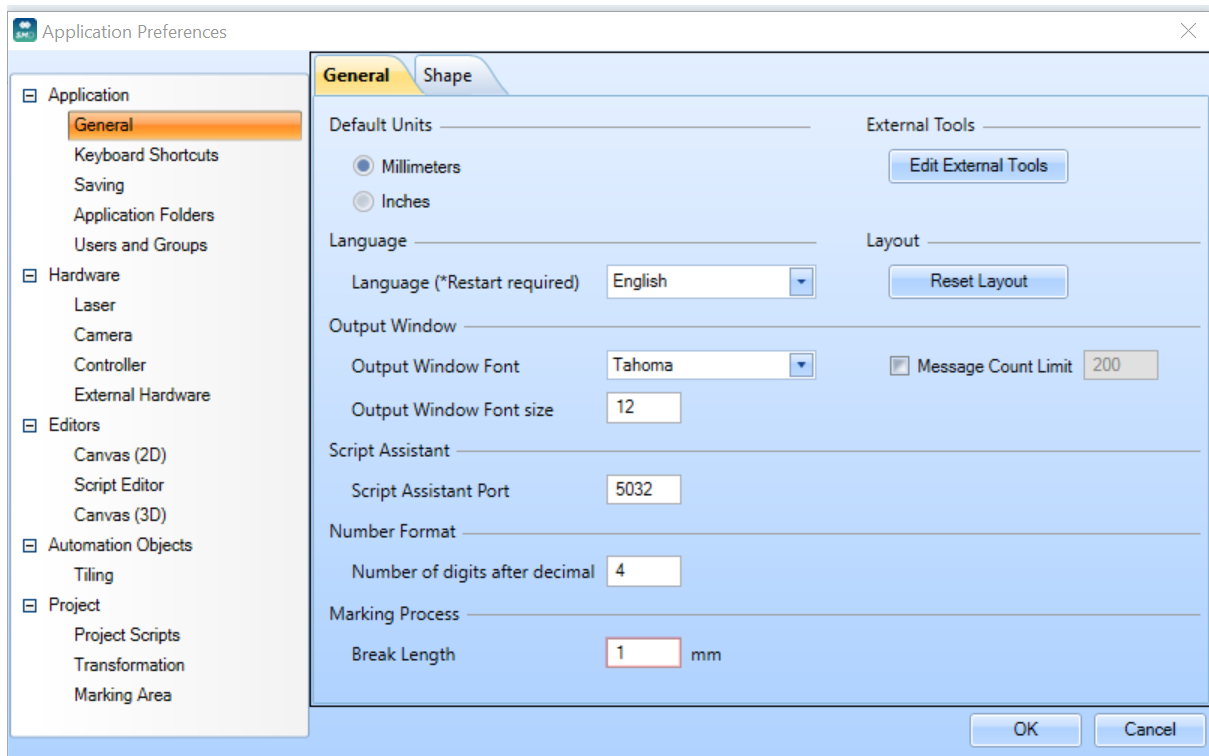 SMD
Application Preferences
Application
General
Keyboard Shortcuts
Saving
Application Folders
Users and Groups
Hardware
Laser
Camera
Controller
External Hardware
Editors
Canvas (2D)
Script Editor
Canvas (3D)
Automation Objects
Tiling
Project
Project Scripts
Transformation
Marking Area
General Shape
Default Units
Millimeters
Inches
External Tools
Edit External Tools
Language
Language (*Restart required) English
Layout
Reset Layout
Output Window
Output Window Font Tahoma
Message Count Limit 200
Output Window Font size 12
Script Assistant
Script Assistant Port 5032
Number Format
Number of digits after decimal 4
Marking Process
Break Length 1 mm
OK Cancel